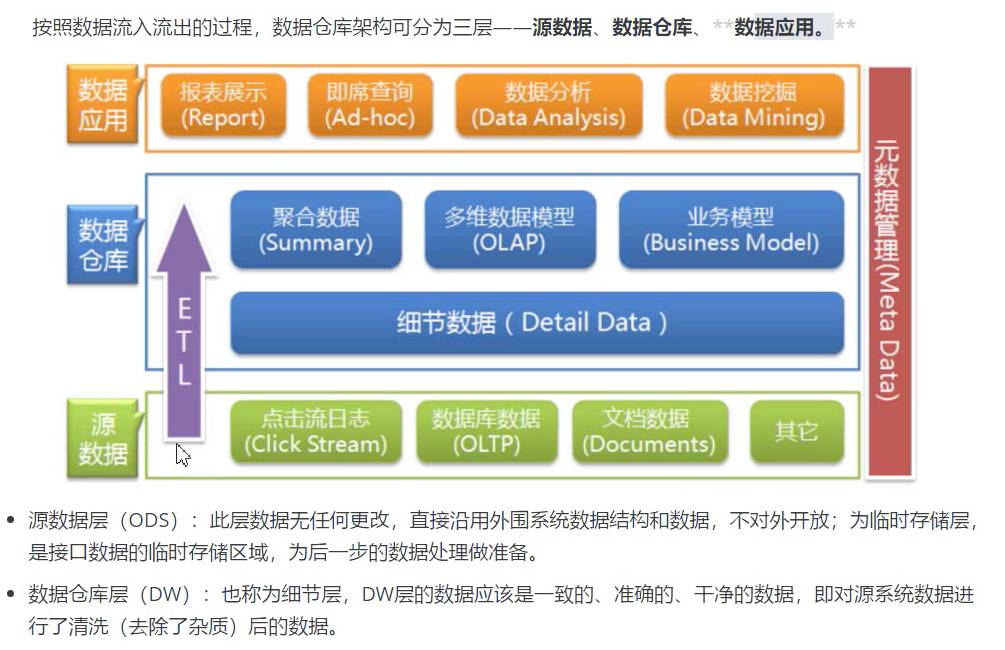 按照数据流入流出的过程，数据仓库架构可分为三层——源数据、数据仓库、**数据应用。**
数据
应用
报表展示
(Report)
即席查询
(Ad-hoc)
数据分析
(Data Analysis)
数据挖掘
(Data Mining)
元数据管理(Meta Data)
数据
仓库
ETL
聚合数据
(Summary)
多维数据模型
(OLAP)
业务模型
(Business Model)
细节数据（Detail Data）
源
数据
点击流日志
(Click Stream)
数据库数据
(OLTP)
文档数据
(Documents)
其它
• 源数据层（ODS）：此层数据无任何更改，直接沿用外围系统数据结构和数据，不对外开放；为临时存储层，
是接口数据的临时存储区域，为后一步的数据处理做准备。
• 数据仓库层（DW）：也称为细节层，DW层的数据应该是一致的、准确的、干净的数据，即对源系统数据进
行了清洗（去除了杂质）后的数据。